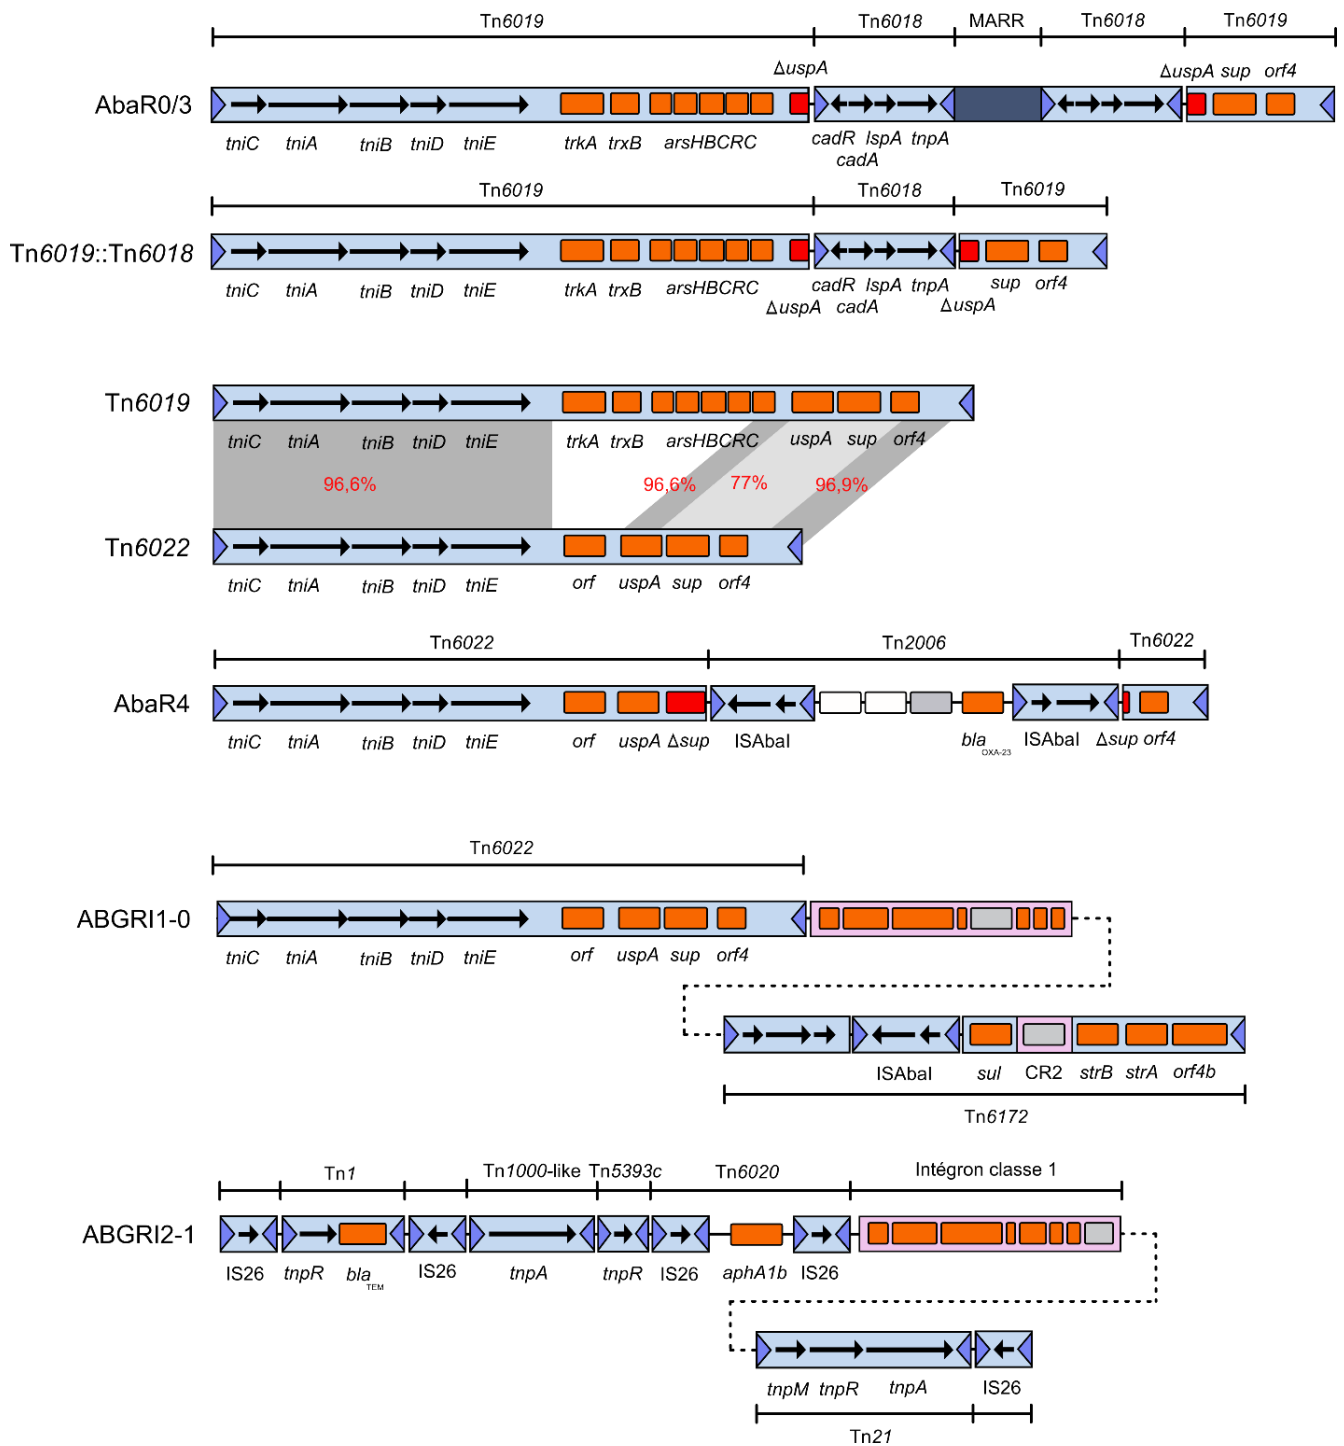 Tn6019 Tn6018 MARR Tn6018 Tn6019
ΔuspA ΔuspA sup orf4
AbaR0/3
tniC tniA tniB tniD tniE trkA trxB arsHBCRC cadR lspA tnpA
cadA
Tn6019 Tn6018 Tn6019
Tn6019::Tn6018
tniC tniA tniB tniD tniE trkA trxB arsHBCRC cadR lspA tnpA sup orf4
ΔuspA cadA ΔuspA
Tn6019
tniC tniA tniB tniD tniE trkA trxB arsHBCRC uspA sup orf4
96,6% 96,6% 77% 96,9%
Tn6022
tniC tniA tniB tniD tniE orf uspA sup orf4
Tn6022 Tn2006 Tn6022
AbaR4
tniC tniA tniB tniD tniE orf uspA Δsup ISAbaI bla OXA-23 ISAbaI Δsup orf4
Tn6022
ABGRI1-0
tniC tniA tniB tniD tniE orf uspA sup orf4
ISAbaI sul CR2 strB strA orf4b
Tn6172
Tn1 Tn1000-like Tn5393c Tn6020 Intégron classe 1
ABGRI2-1
IS26 tnpR bla TEM IS26 tnpA tnpR IS26 aphA1b IS26
tnpM tnpR tnpA IS26
Tn21